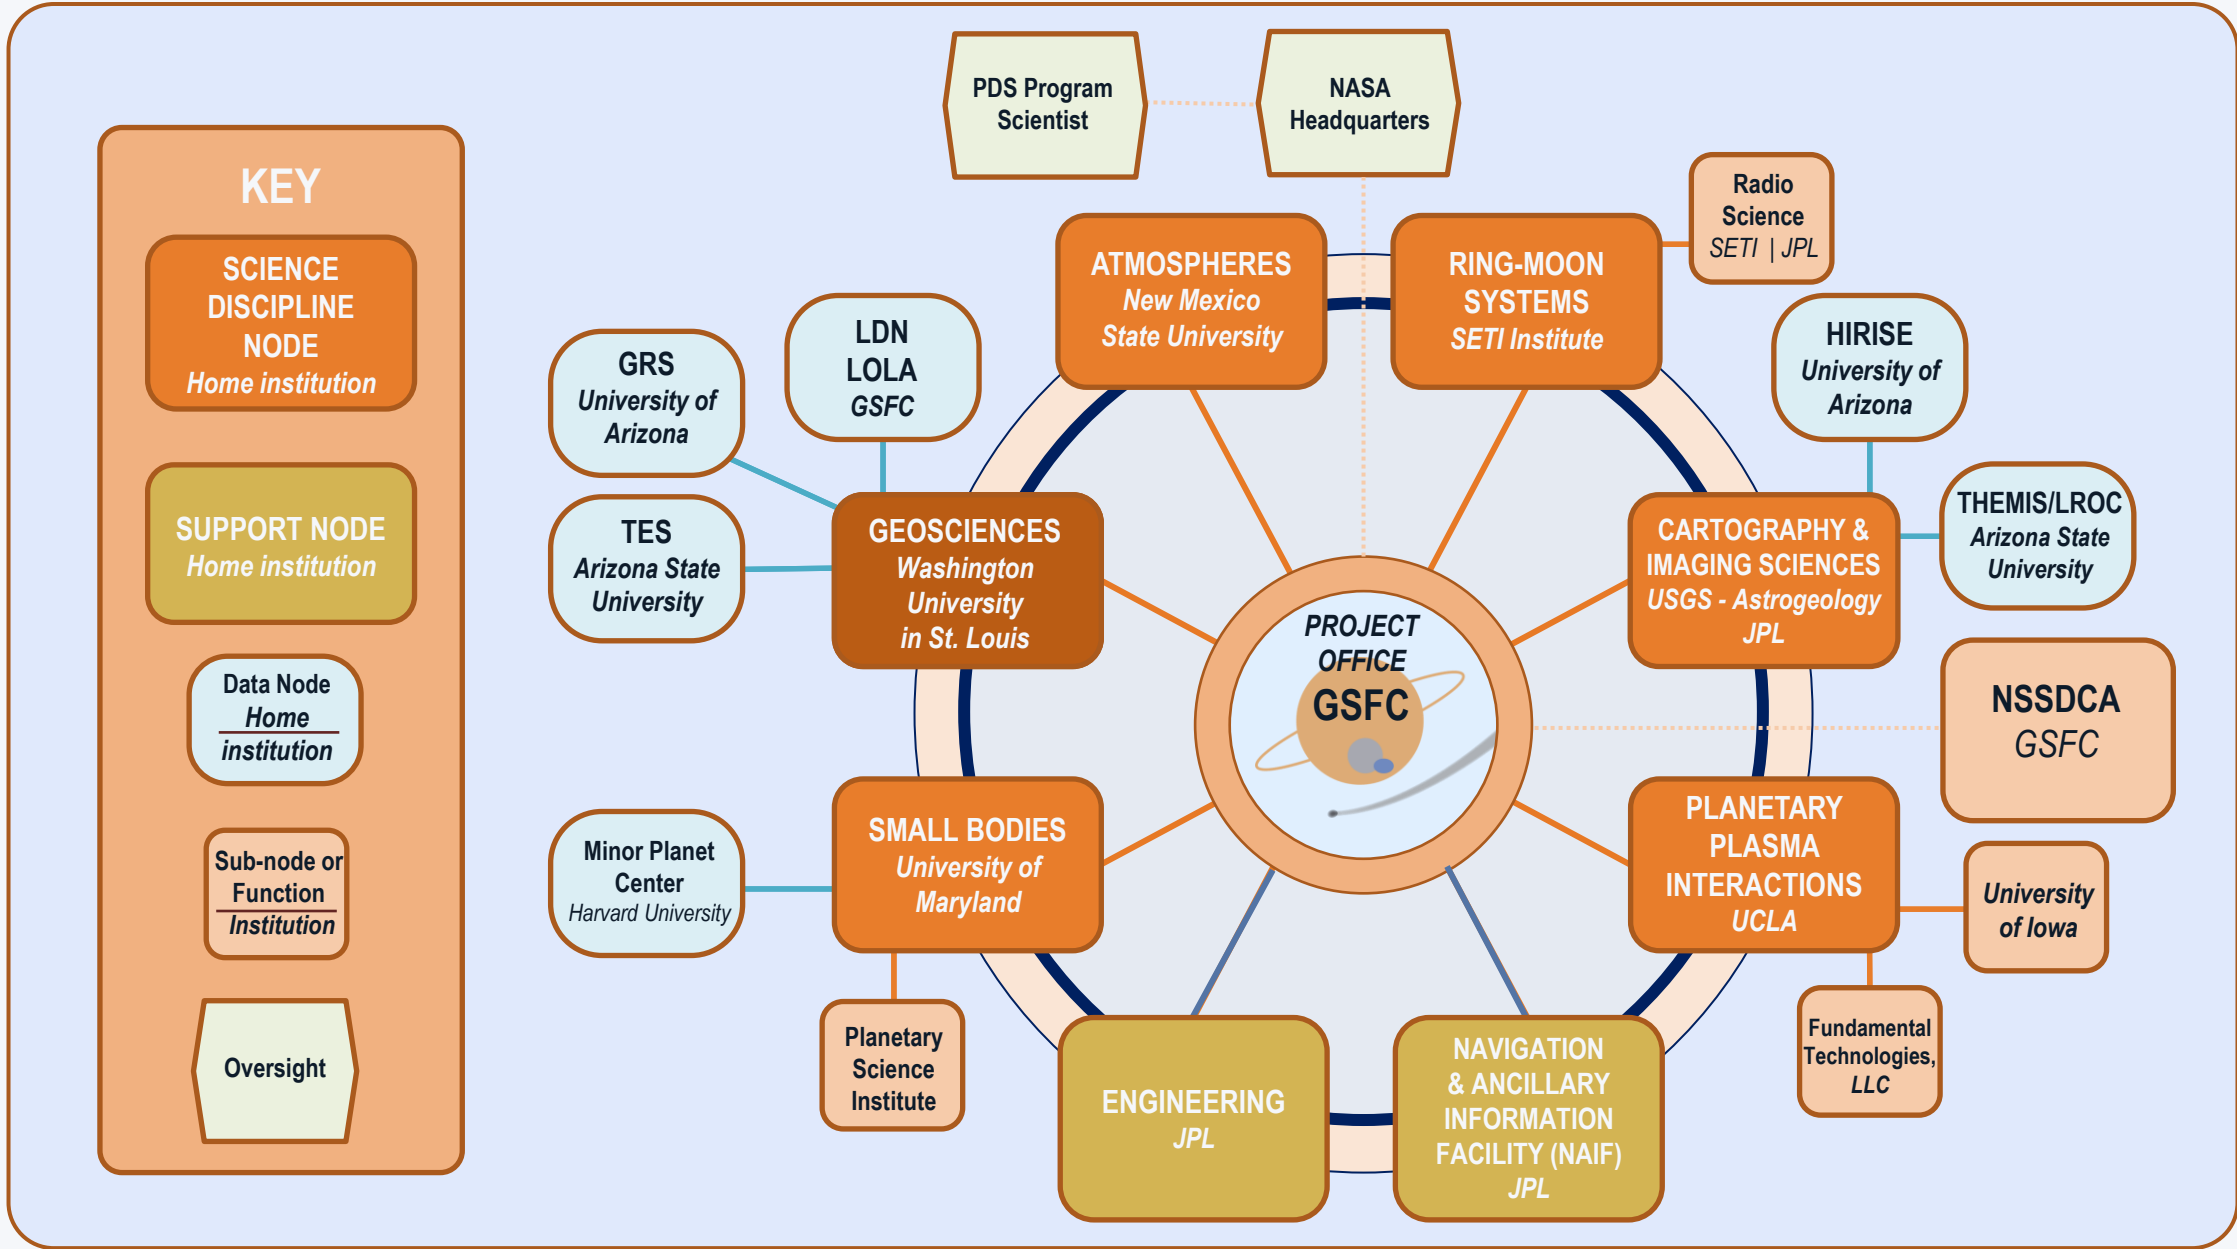 KEY
SCIENCE
DISCIPLINE
NODE
Home institution
SUPPORT NODE
Home institution
Data Node
Home
institution
Sub-node or
Function
Institution
Oversight
PDS Program
Scientist
NASA
Headquarters
Radio
Science
SETI | JPL
ATMOSPHERES
New Mexico
State University
RING-MOON
SYSTEMS
SETI Institute
HIRISE
University of
Arizona
LDN
LOLA
GSFC
GRS
University of
Arizona
TES
Arizona State
University
GEOSCIENCES
Washington
University
in St. Louis
CARTOGRAPHY &
IMAGING SCIENCES
USGS - Astrogeology
JPL
THEMIS/LROC
Arizona State
University
PROJECT
OFFICE
GSFC
NSSDCA
GSFC
SMALL BODIES
University of
Maryland
Minor Planet
Center
Harvard University
Planetary
Science
Institute
PLANETARY
PLASMA
INTERACTIONS
UCLA
University
of Iowa
Fundamental
Technologies,
LLC
ENGINEERING
JPL
NAVIGATION
& ANCILLARY
INFORMATION
FACILITY (NAIF)
JPL